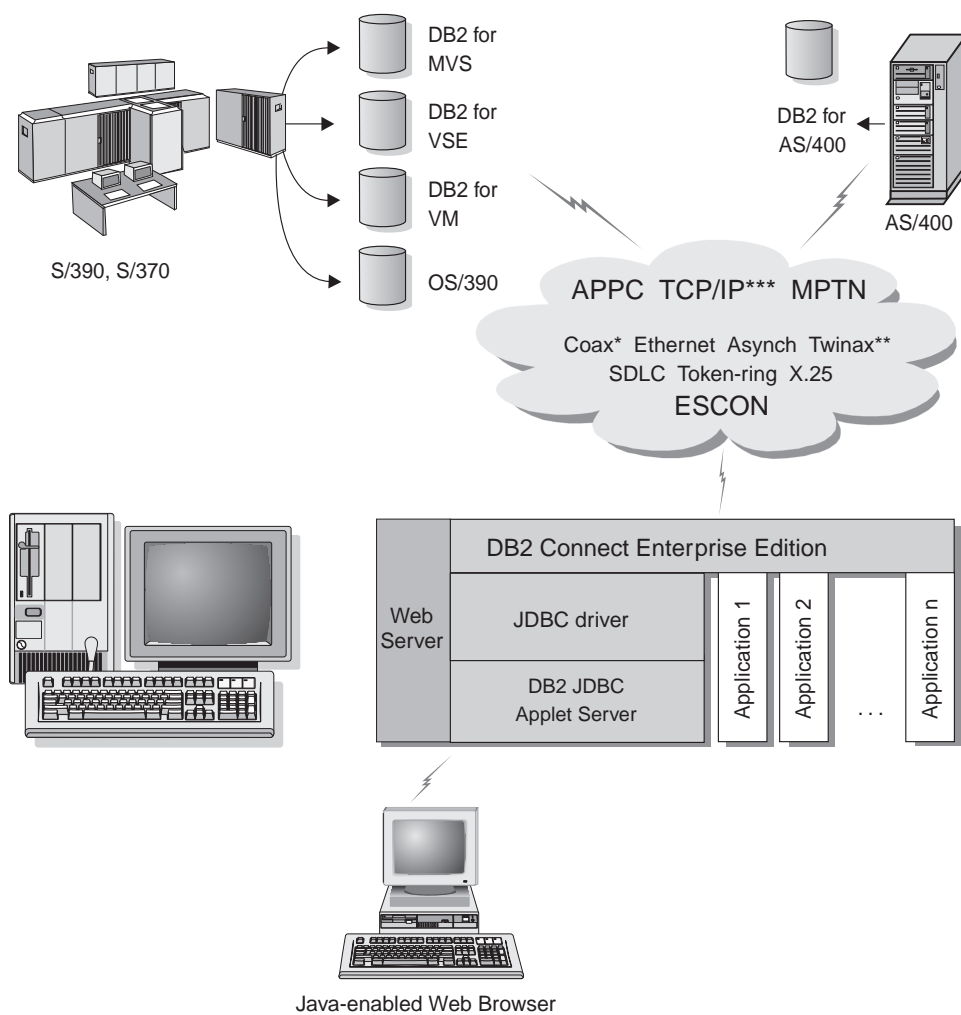 DB2 for
MVS
DB2 for
VSE
DB2 for
VM
OS/390
S/390, S/370
DB2 for
AS/400
AS/400
APPC TCP/IP*** MPTN
Coax* Ethernet Asynch Twinax**
SDLC Token-ring X.25
ESCON
DB2 Connect Enterprise Edition
Web
Server
JDBC driver
DB2 JDBC
Applet Server
Application 1
Application 2
...
Application n
Java-enabled Web Browser